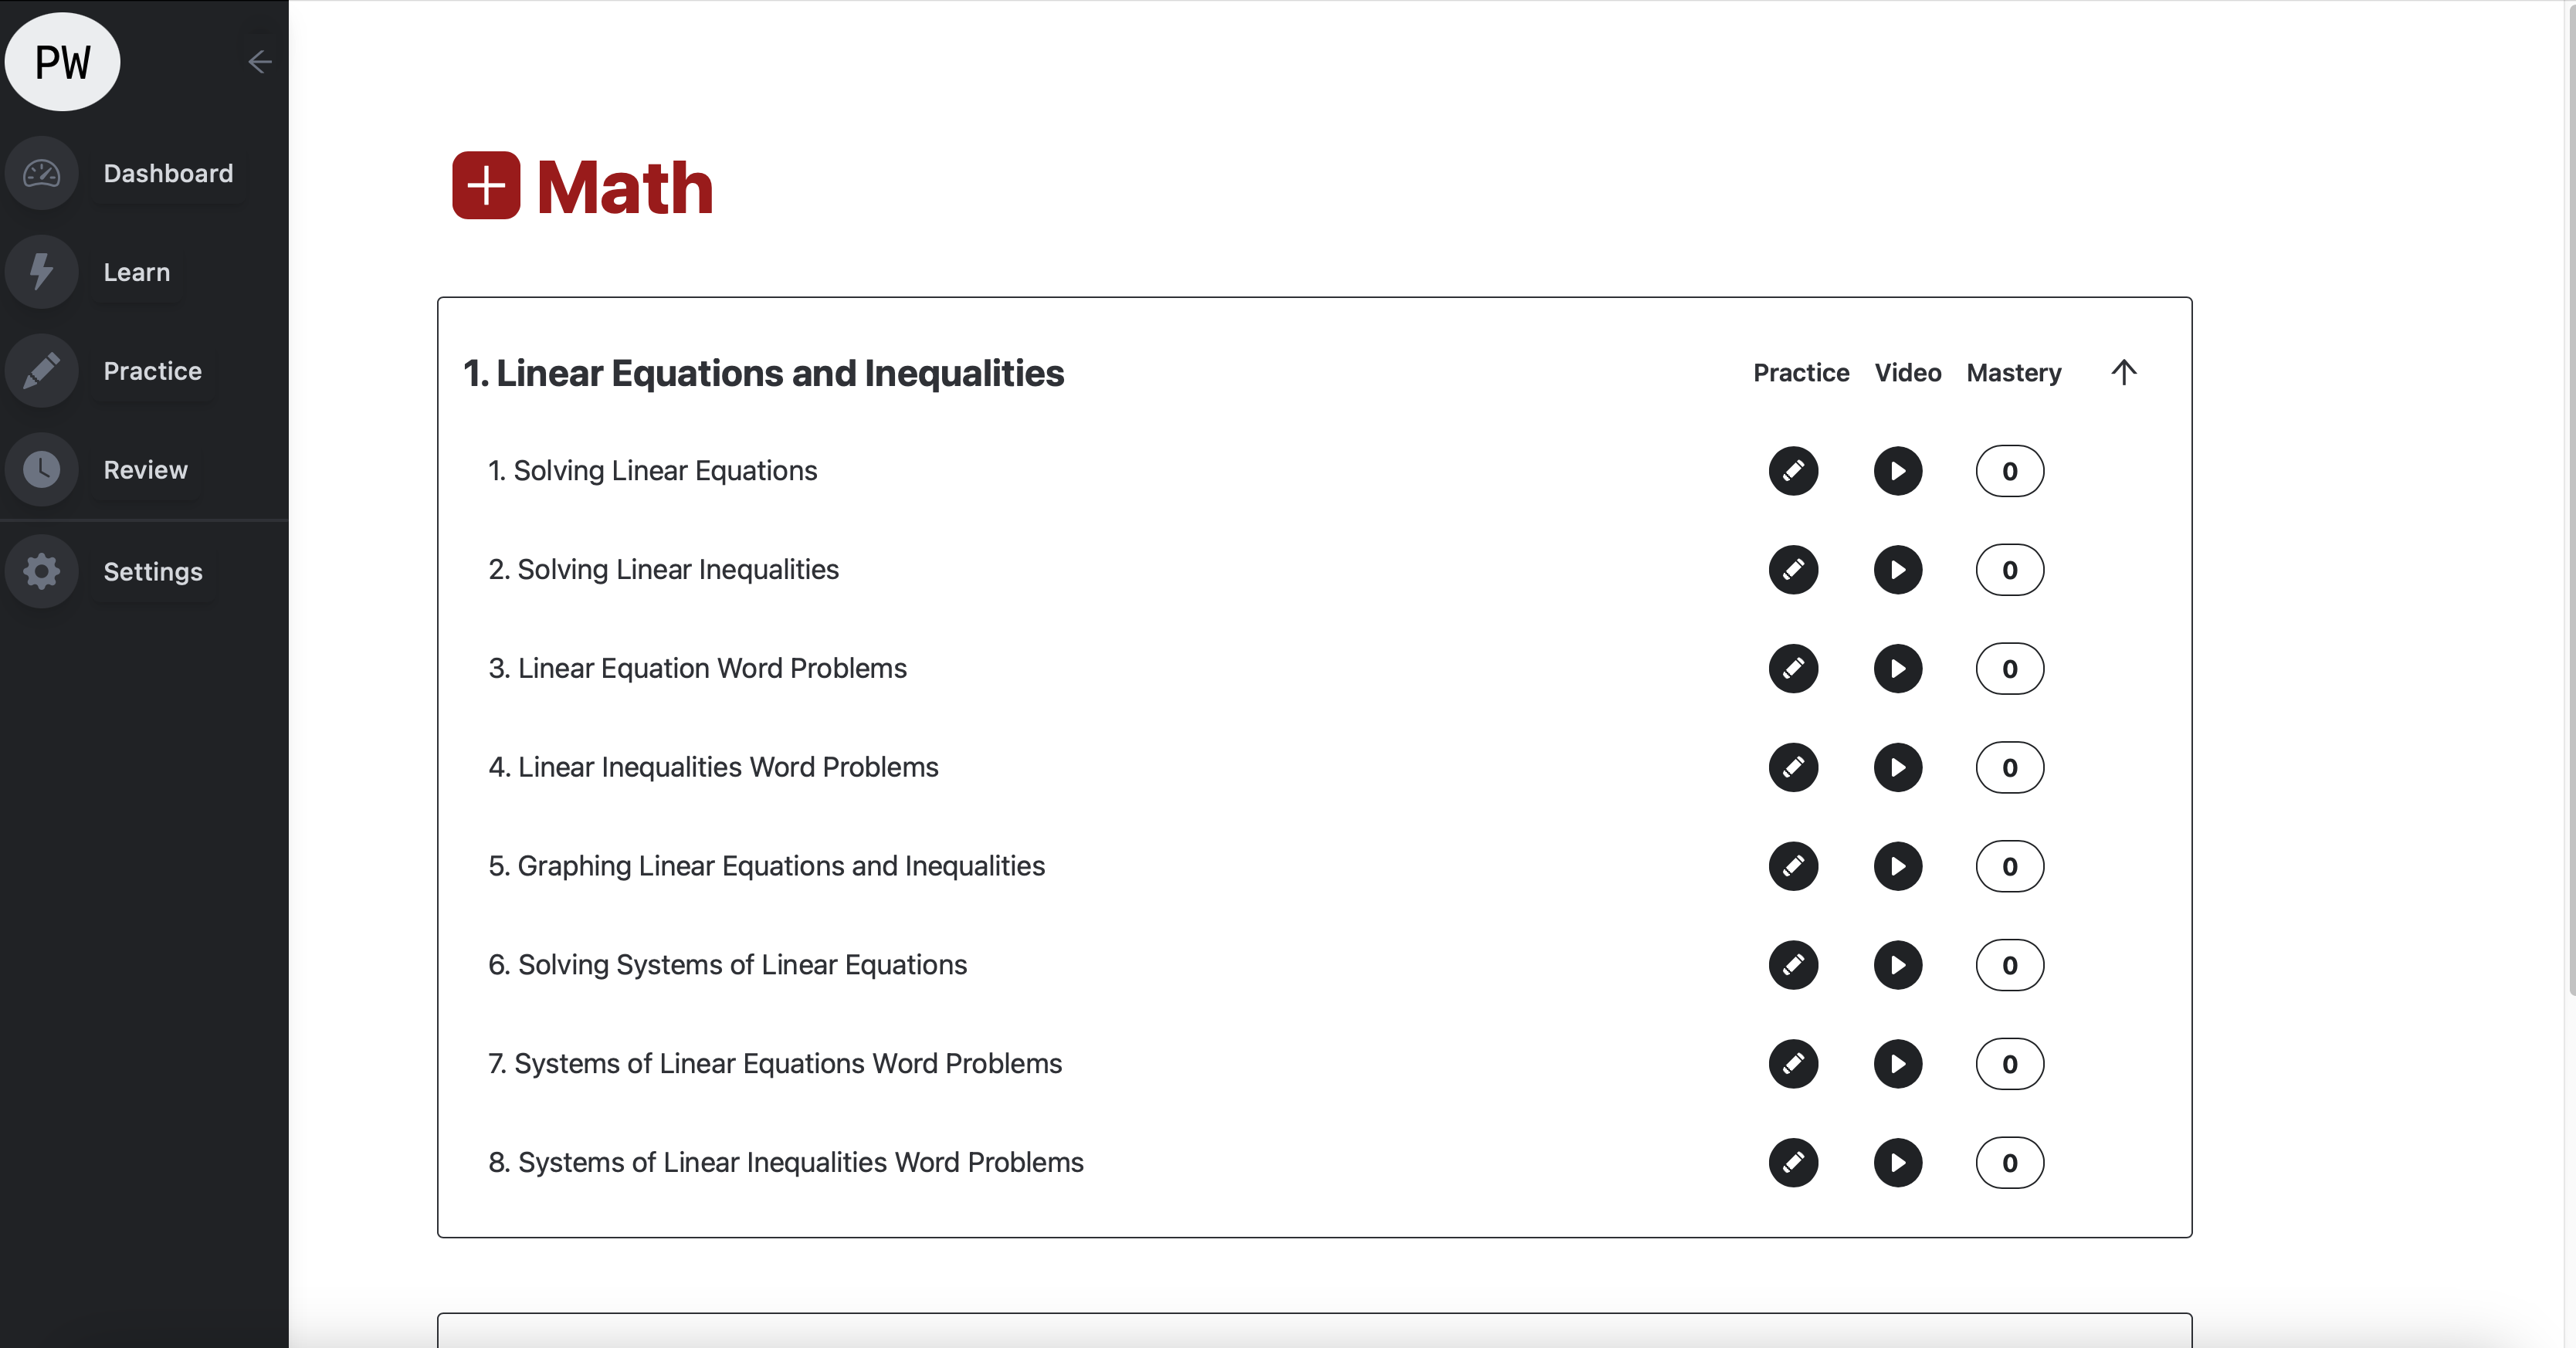 PW
Dashboard
Learn
Practice
Review
Settings
Math
1. Linear Equations and Inequalities
Practice Video Mastery
1. Solving Linear Equations 0
2. Solving Linear Inequalities 0
3. Linear Equation Word Problems 0
4. Linear Inequalities Word Problems 0
5. Graphing Linear Equations and Inequalities 0
6. Solving Systems of Linear Equations 0
7. Systems of Linear Equations Word Problems 0
8. Systems of Linear Inequalities Word Problems 0